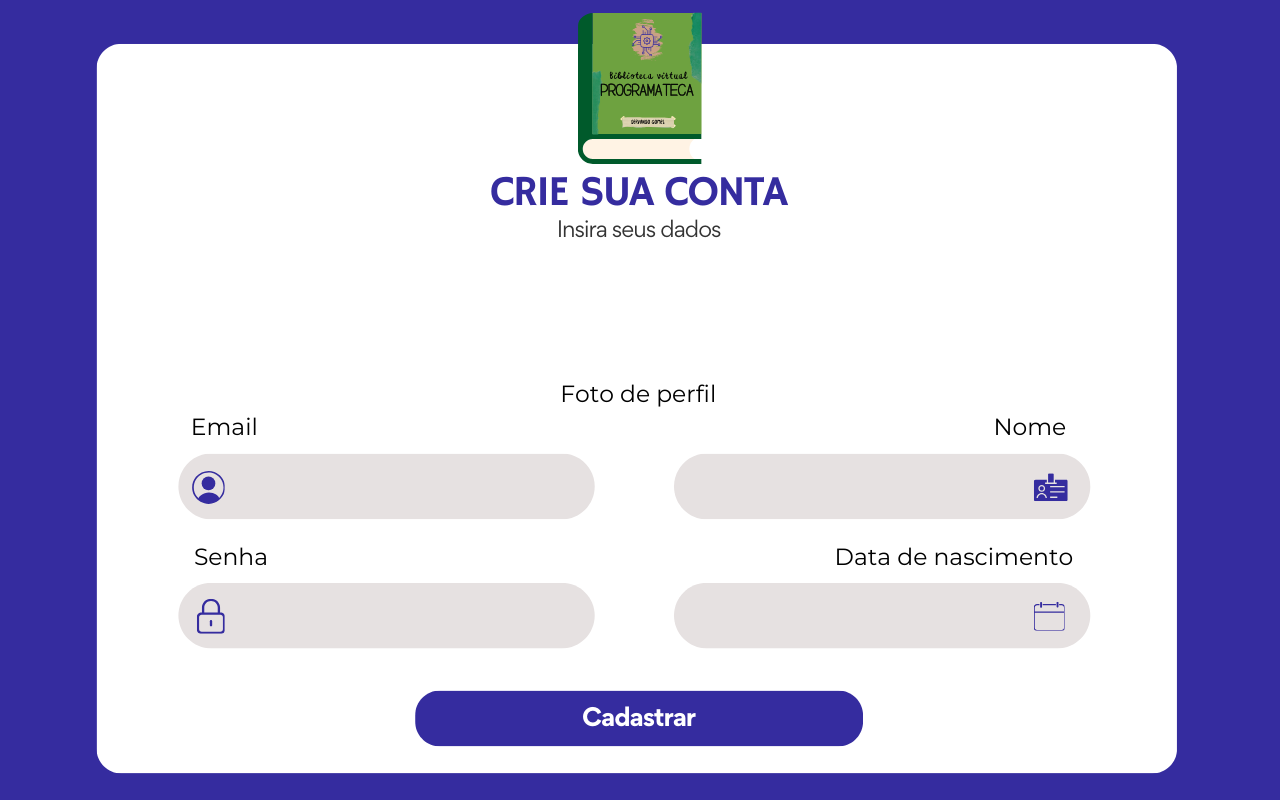 Biblioteca virtual
PROGRAMATECA
CRIE SUA CONTA
Insira seus dados
Foto de perfil
Email
Nome
Senha
Data de nascimento
Cadastrar